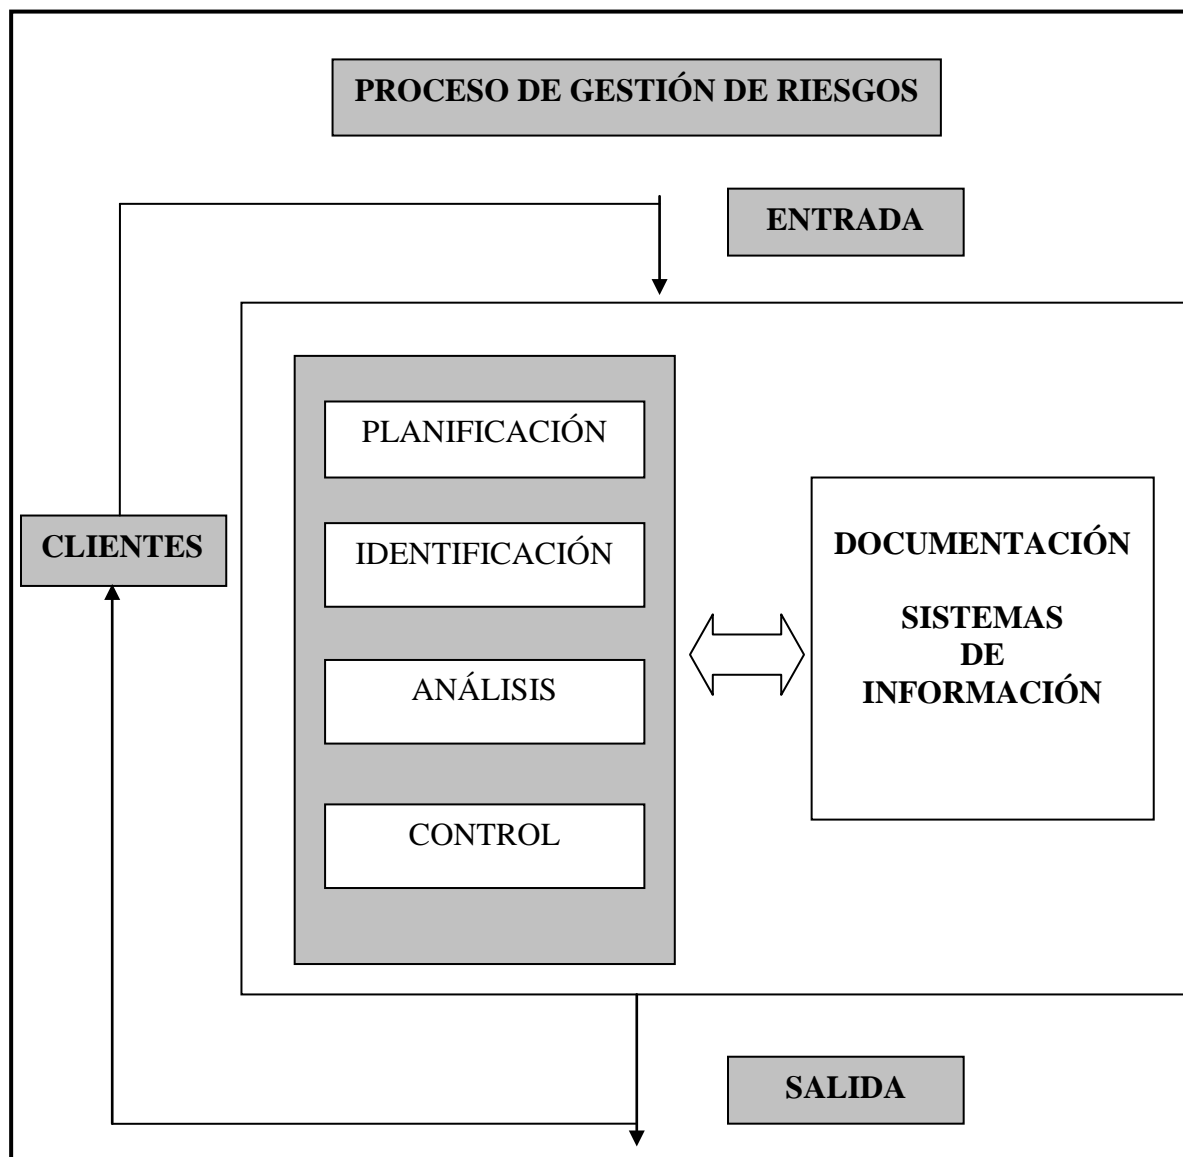 PROCESO DE GESTIÓN DE RIESGOS
ENTRADA
PLANIFICACIÓN
CLIENTES
IDENTIFICACIÓN
DOCUMENTACIÓN
SISTEMAS
DE
INFORMACIÓN
ANÁLISIS
CONTROL
SALIDA